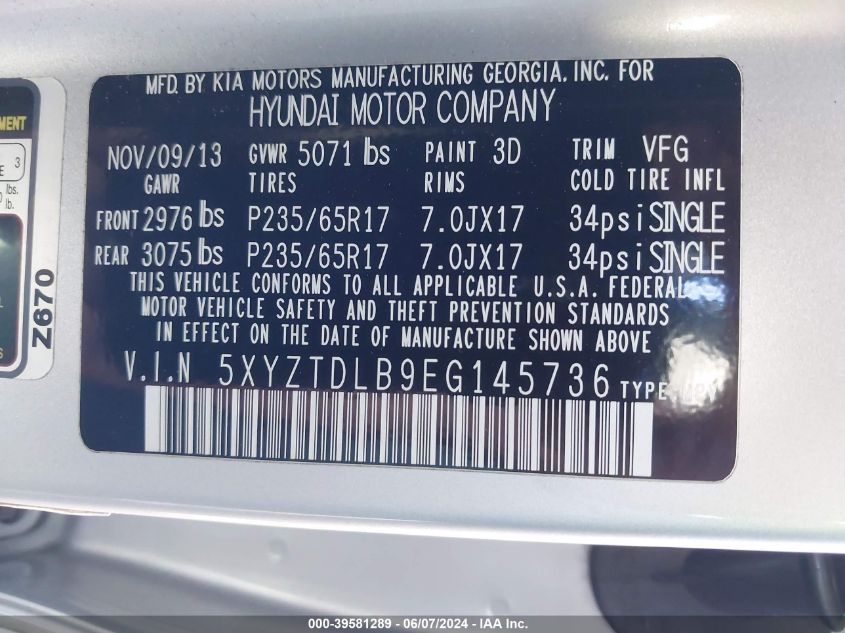 MFD. BY KIA MOTORS MANUFACTURING GEORGIA. INC. FOR
HYUNDAI MOTOR COMPANY
NOV/09/13 GVWR 5071 lbs PAINT 3D TRIM VFG
GAWR TIRES RIMS COLD TIRE INFL
FRONT 2976 lbs P235/65R17 7.0JX17 34psi SINGLE
REAR 3075 lbs P235/65R17 7.0JX17 34psi SINGLE
THIS VEHICLE CONFORMS TO ALL APPLICABLE U.S.A. FEDERAL
MOTOR VEHICLE SAFETY AND THEFT PREVENTION STANDARDS
IN EFFECT ON THE DATE OF MANUFACTURE SHOWN ABOVE
V.I.N 5XYZTDLB9EG145736 TYPE:
3
lbs.
Z670
000-39581289 - 06/07/2024 - IAA Inc.